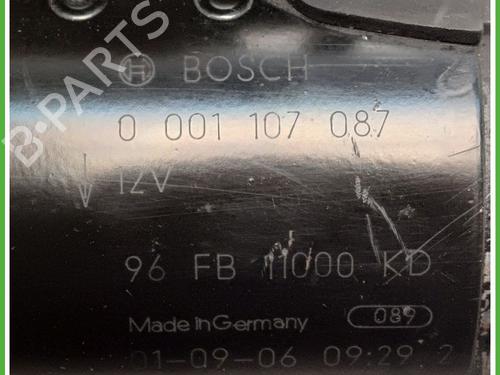 B-PARTS
BOSCH
0 001 107 087
12V
96 FB 11000 KD
Made in Germany 089
01-09-06 09:29 2